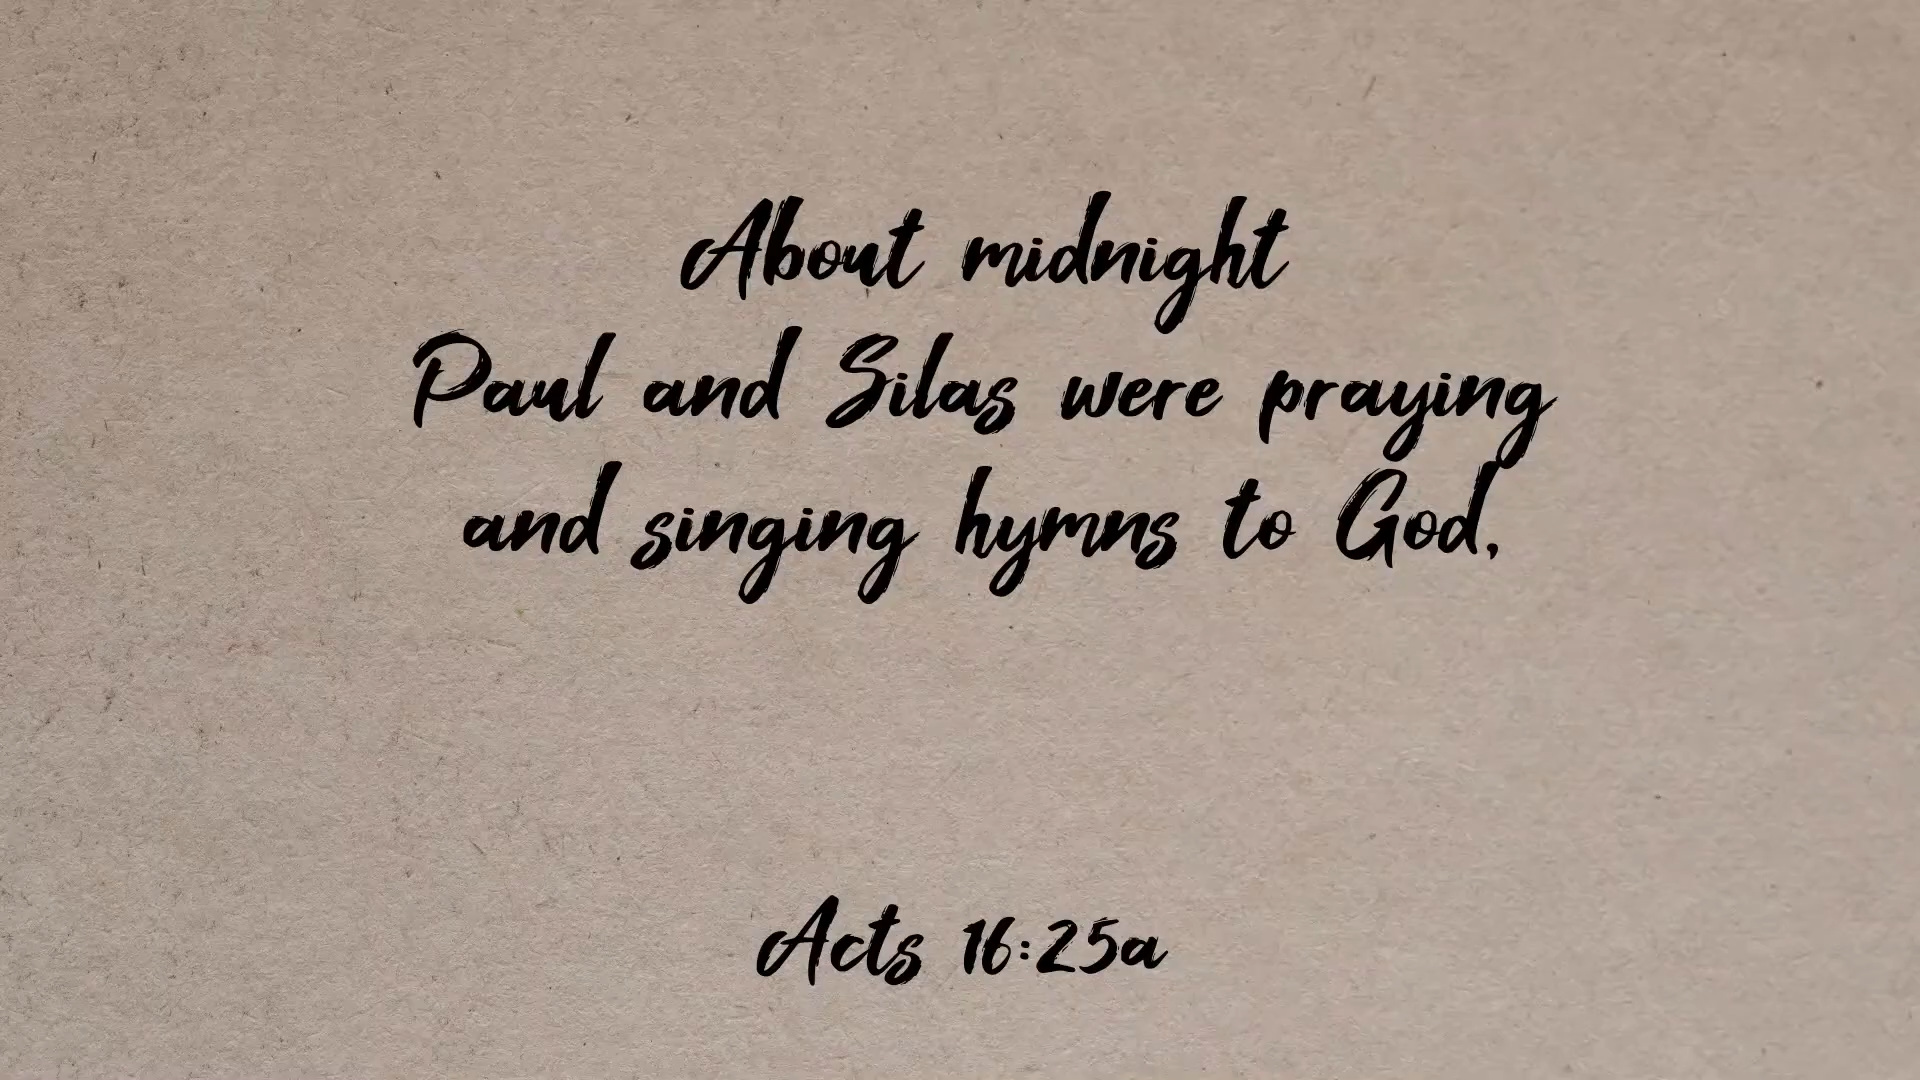 About midnight
Paul and Silas were praying
and singing hymns to God,
Acts 16:25a